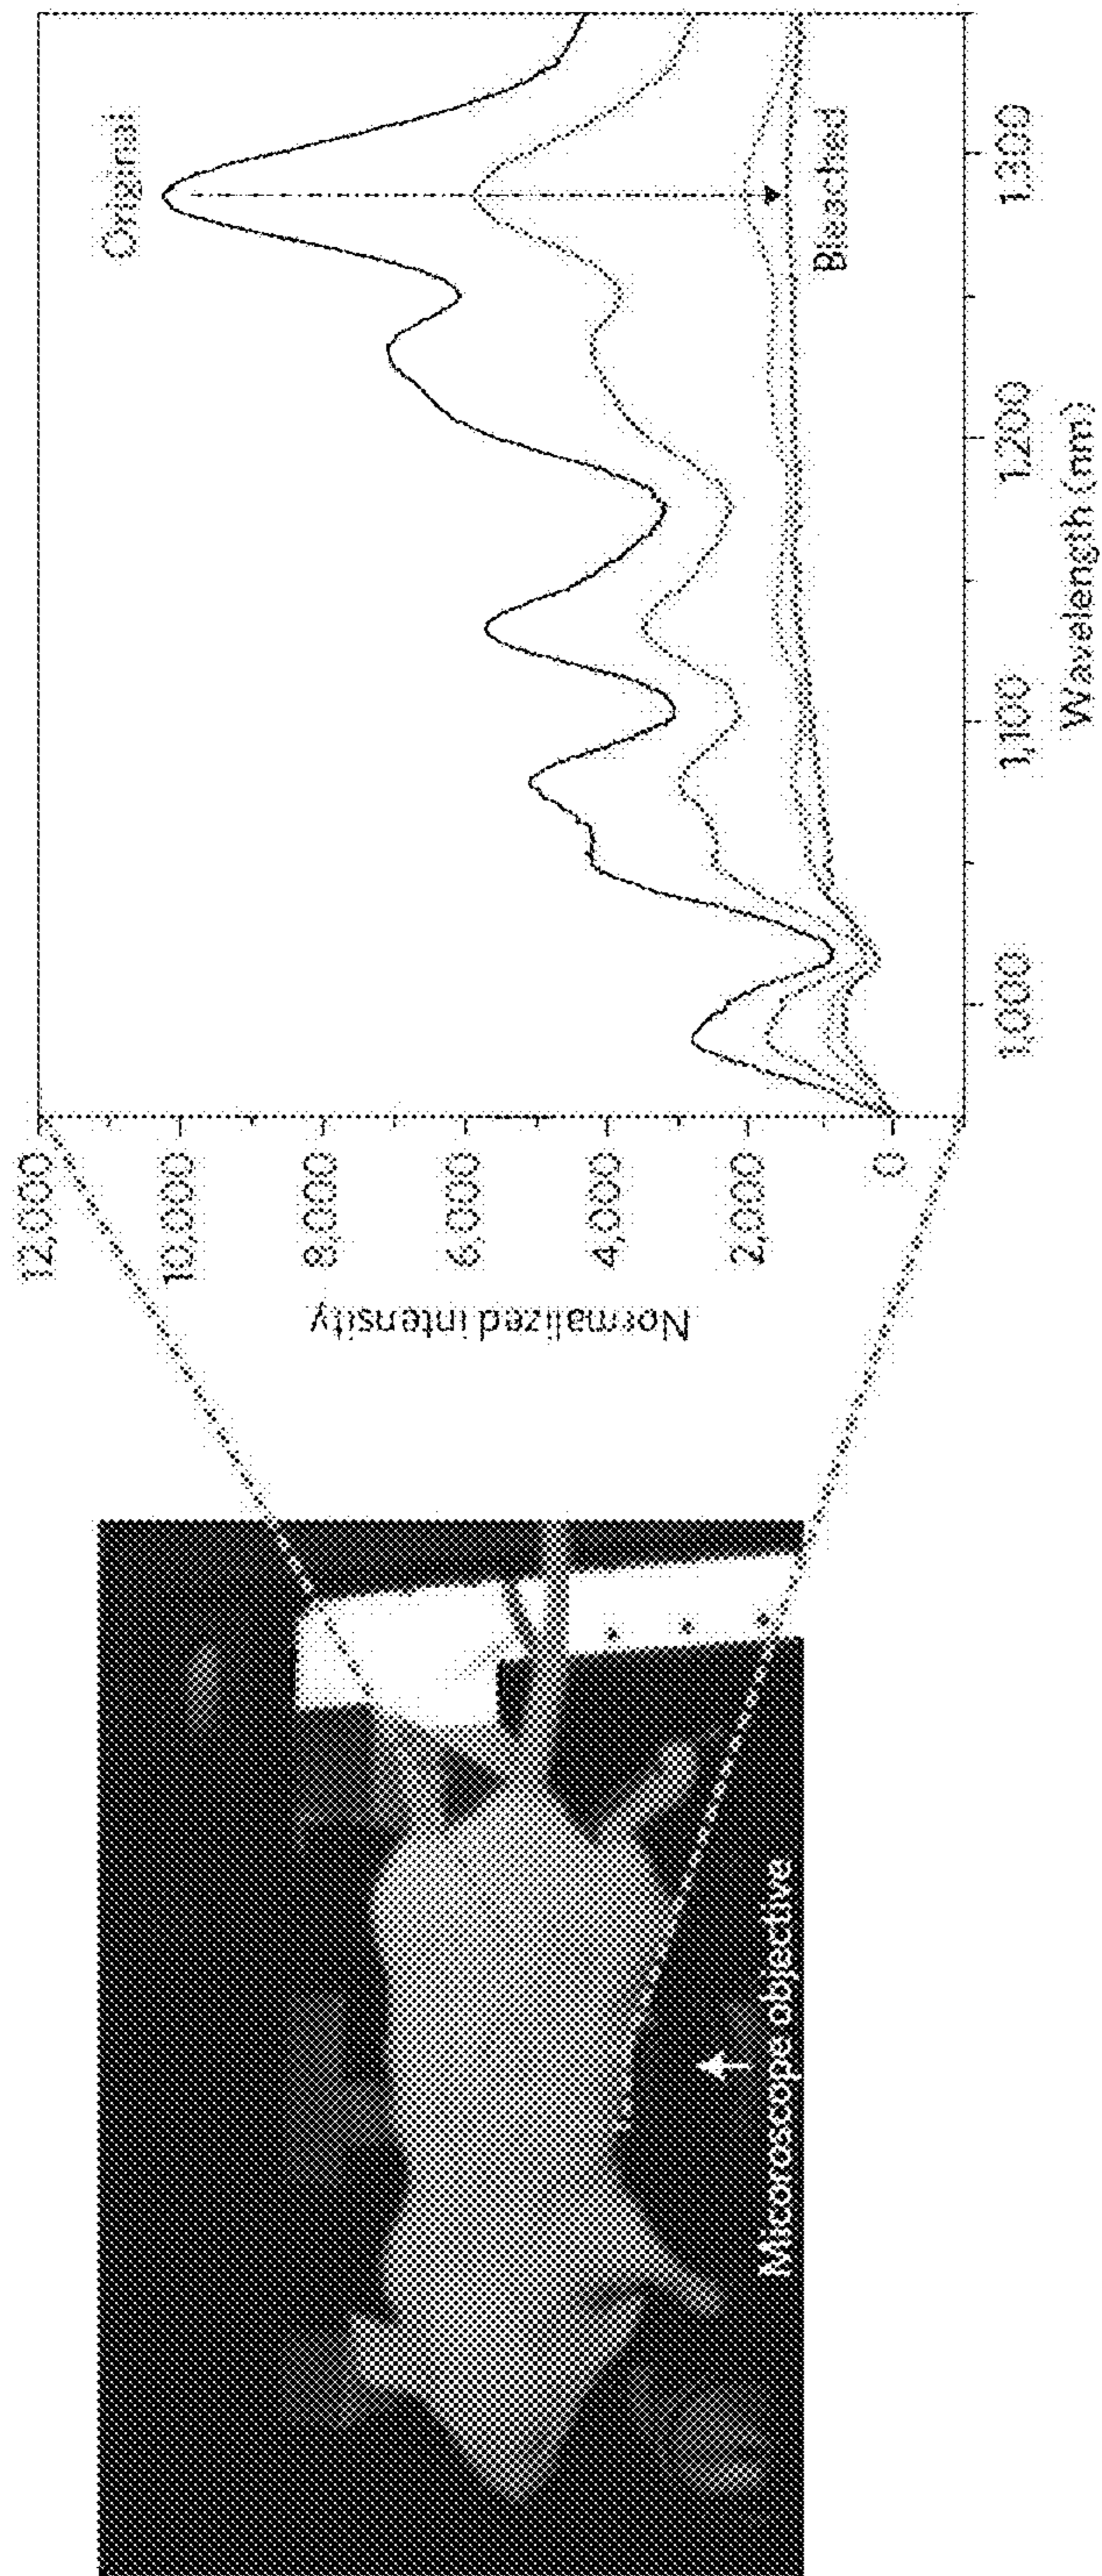 Micoroscope objective
Normalized intensity
12,000
10,000
8,000
6,000
4,000
2,000
0
Original
Bleached
1,000
1,100
1,200
1,300
Wavelength (nm)